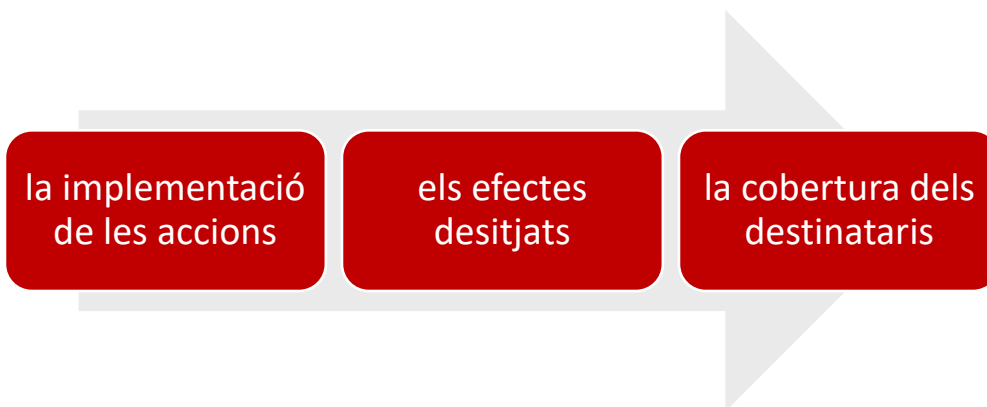 la implementació
de les accions
els efectes
desitjats
la cobertura dels
destinataris